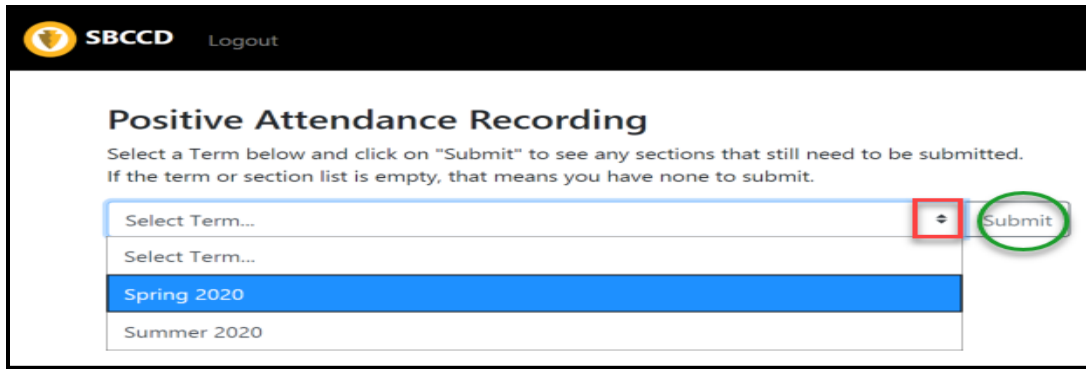 SBCCD Logout
Positive Attendance Recording
Select a Term below and click on "Submit" to see any sections that still need to be submitted.
If the term or section list is empty, that means you have none to submit.
Select Term... Submit
Select Term...
Spring 2020
Summer 2020